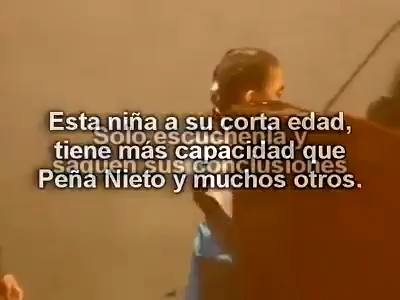 Esta niña a su corta edad,
Solo escuchenla y
tiene más capacidad que
saquen sus conclusiones
Peña Nieto y muchos otros.